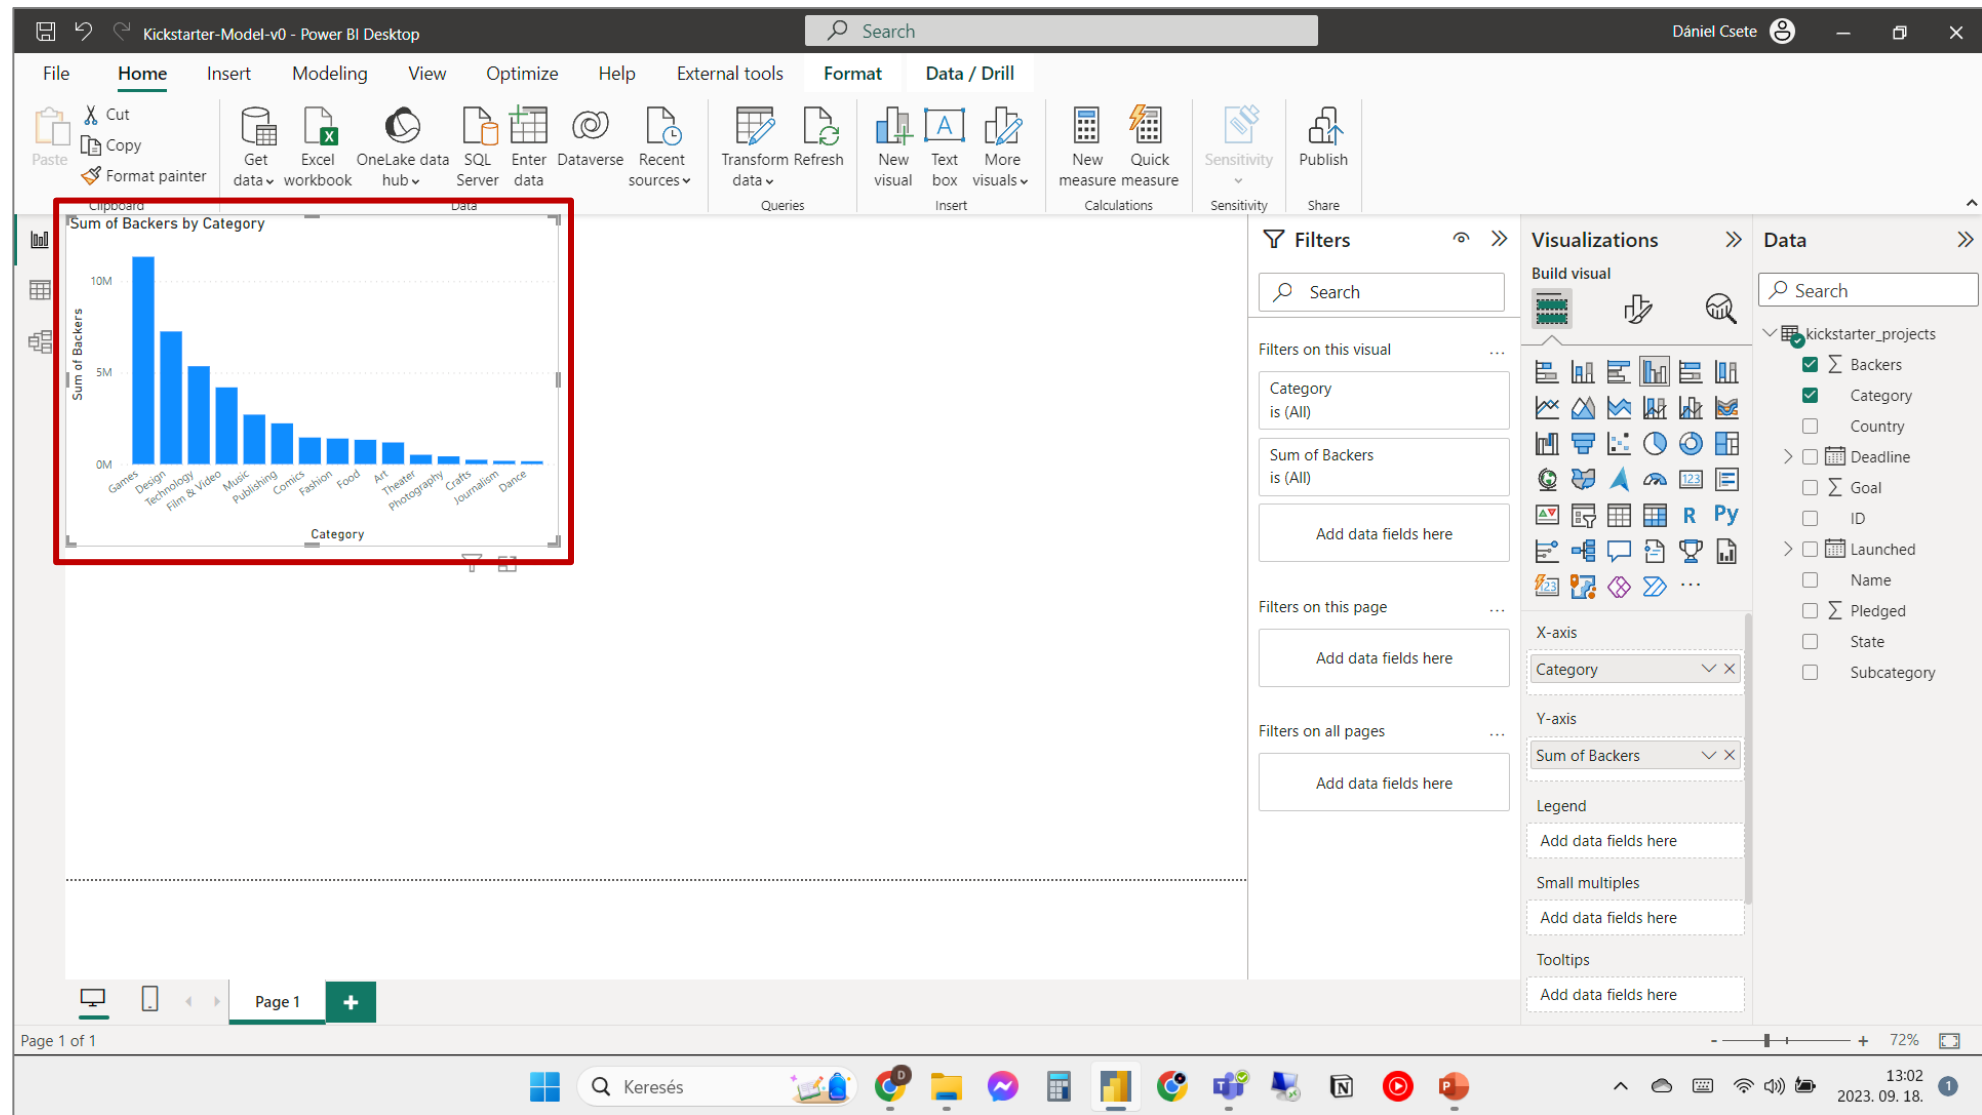 Kickstarter-Model-v0 - Power BI Desktop
Search
Dániel Csete
File Home Insert Modeling View Optimize Help External tools Format Data / Drill
Paste
Cut
Copy
Format painter
Clipboard
Get data
Excel workbook
OneLake data hub
SQL Server
Enter data
Dataverse
Recent sources
Data
Transform data
Refresh
Queries
New visual
Text box
More visuals
Insert
New measure
Quick measure
Calculations
Sensitivity
Sensitivity
Publish
Share
Sum of Backers by Category
10M
5M
0M
Sum of Backers
Games
Design
Technology
Film & Video
Music
Publishing
Comics
Fashion
Food
Art
Theater
Photography
Crafts
Journalism
Dance
Category
Filters
Search
Filters on this visual
Category
is (All)
Sum of Backers
is (All)
Add data fields here
Filters on this page
Add data fields here
Filters on all pages
Add data fields here
Visualizations
Build visual
123
R
Py
123
X-axis
Category
Y-axis
Sum of Backers
Legend
Add data fields here
Small multiples
Add data fields here
Tooltips
Add data fields here
Data
Search
kickstarter_projects
Backers
Category
Country
Deadline
Goal
ID
Launched
Name
Pledged
State
Subcategory
Page 1
Page 1 of 1
72%
Keresés
D
13:02
2023. 09. 18.
1